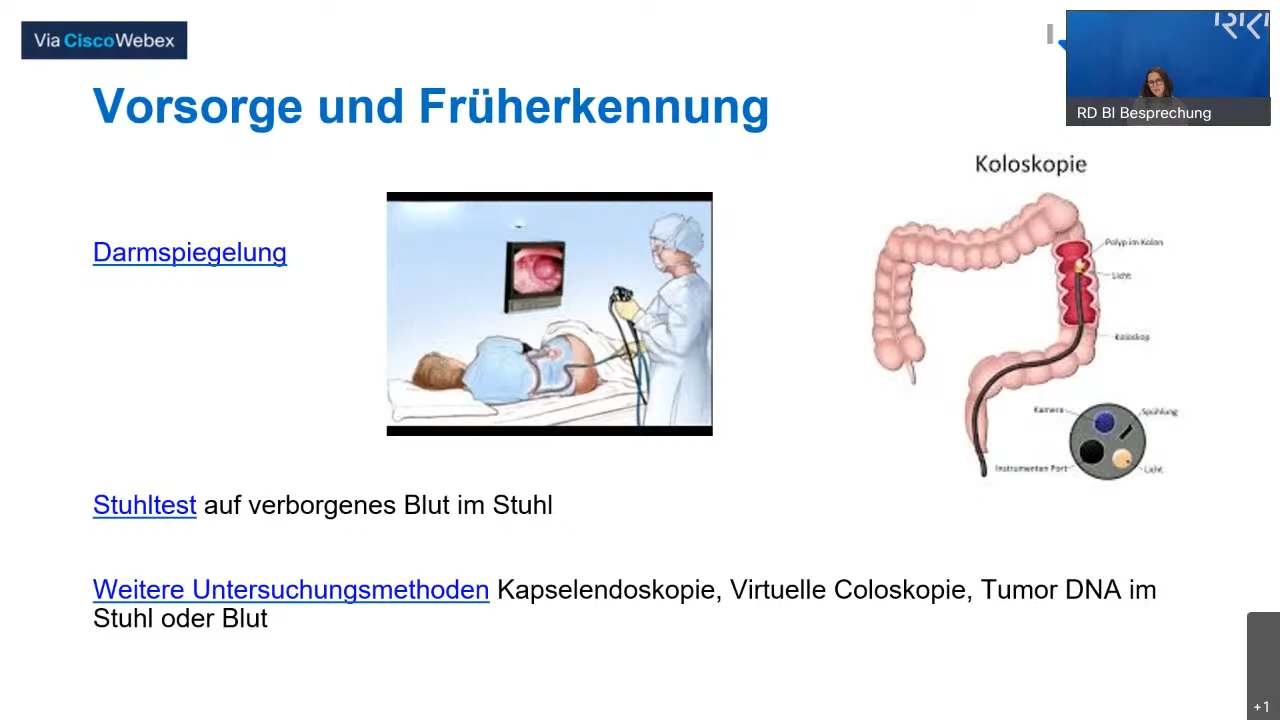 Via CiscoWebex
RD BI Besprechung
Vorsorge und Früherkennung
Koloskopie
Darmspiegelung
Polyp im Kolon
Licht
Koloskop
Kamera
Spühlung
Instrumenten Port
Licht
Stuhltest auf verborgenes Blut im Stuhl
Weitere Untersuchungsmethoden Kapselendoskopie, Virtuelle Coloskopie, Tumor DNA im
Stuhl oder Blut
+1